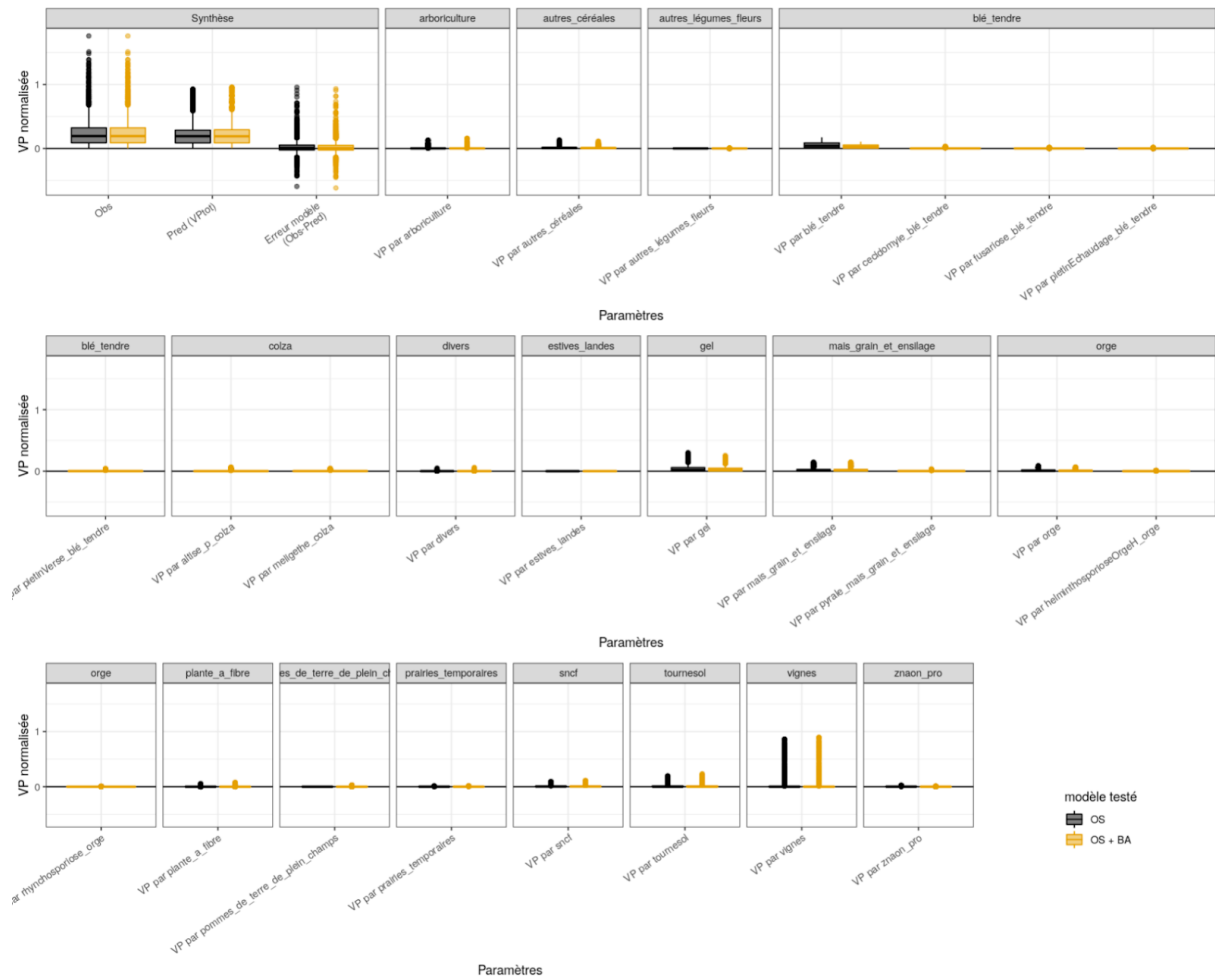 Synthèse
arboriculture
autres_céréales
autres_légumes_fleurs
blé_tendre
VP normalisée
1
0
Obs
Pred (VPtot)
Erreur modèle
(Obs-Pred)
VP par arboriculture
VP par autres_céréales
VP par autres_légumes_fleurs
VP par blé_tendre
VP par cecidomyie_blé_tendre
VP par fusariose_blé_tendre
VP par pietinEchaudage_blé_tendre
Paramètres
blé_tendre
colza
divers
estives_landes
gel
mais_grain_et_ensilage
orge
VP normalisée
1
0
par pietinVerse_blé_tendre
VP par altise_p_colza
VP par meligethe_colza
VP par divers
VP par estives_landes
VP par gel
VP par mais_grain_et_ensilage
VP par pyrale_mais_grain_et_ensilage
VP par orge
VP par helminthosporioseOrgeH_orge
Paramètres
orge
plante_a_fibre
es_de_terre_de_plein_ch
prairies_temporaires
sncf
tournesol
vignes
znaon_pro
VP normalisée
1
0
par rhynchosporiose_orge
VP par plante_a_fibre
VP par pommes_de_terre_de_plein_champs
VP par prairies_temporaires
VP par sncf
VP par tournesol
VP par vignes
VP par znaon_pro
Paramètres
modèle testé
OS
OS + BA